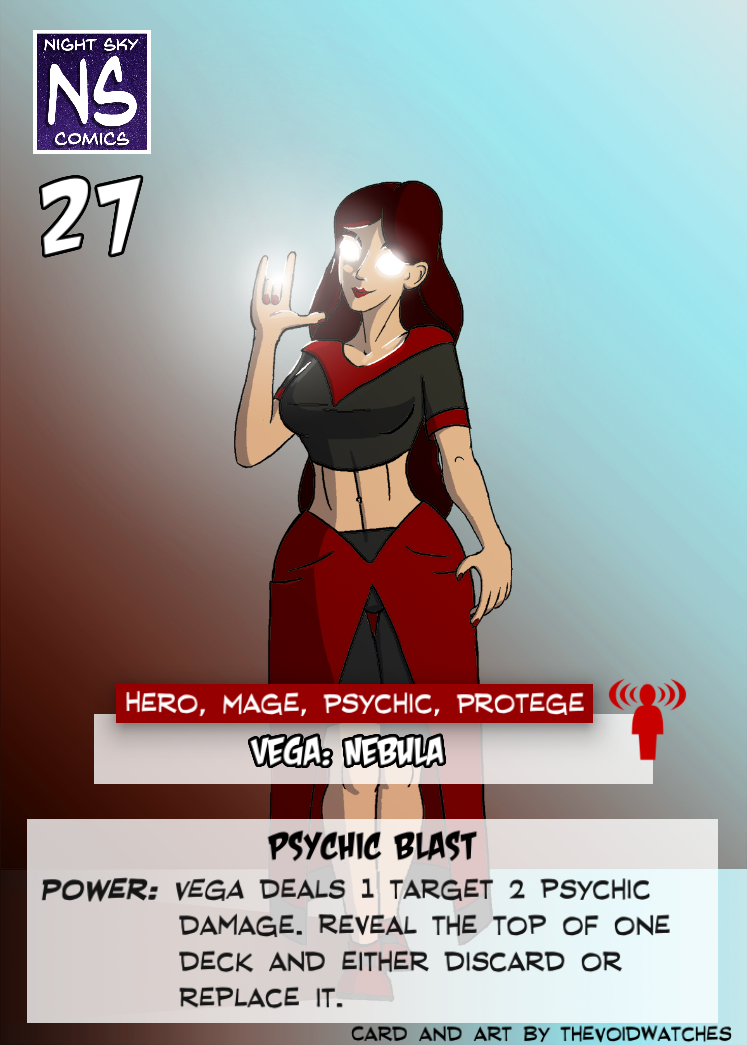 NIGHT SKY
NS
COMICS
27
HERO, MAGE, PSYCHIC, PROTEGE
VEGA: NEBULA
PSYCHIC BLAST
POWER: VEGA DEALS 1 TARGET 2 PSYCHIC
DAMAGE. REVEAL THE TOP OF ONE
DECK AND EITHER DISCARD OR
REPLACE IT.
CARD AND ART BY THEVOIDWATCHES